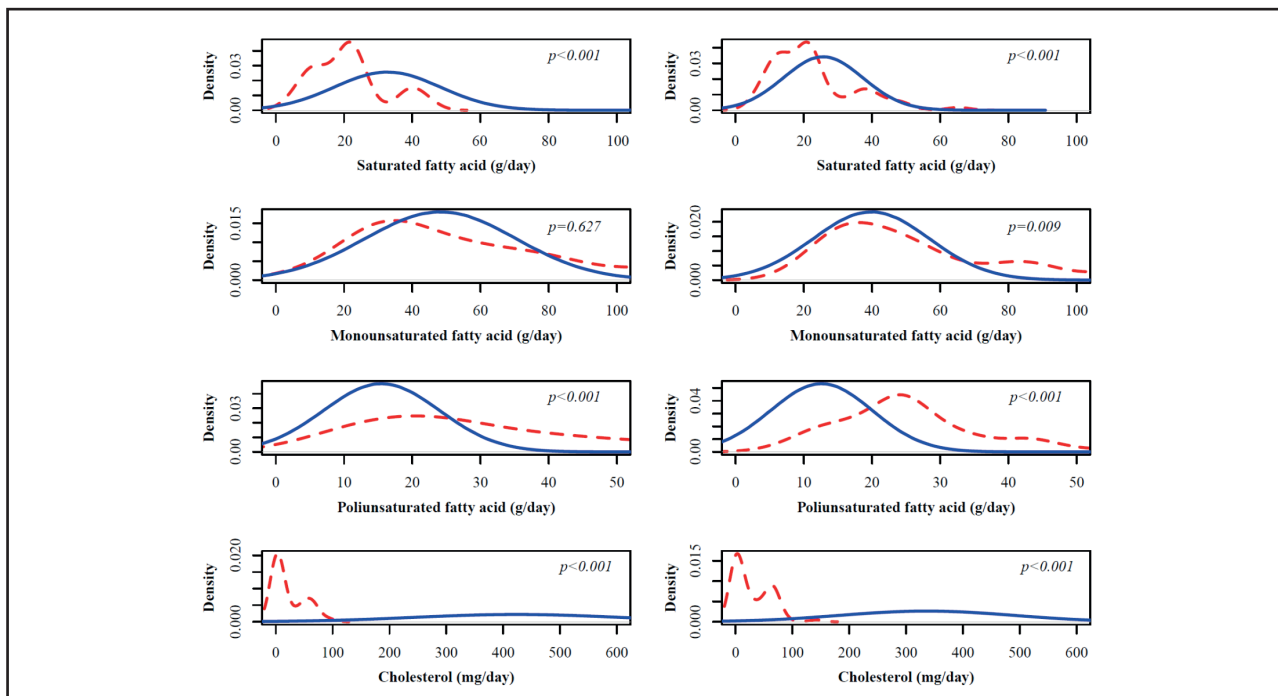 p<0.001
Density
0.03
0.00
0 20 40 60 80 100
Saturated fatty acid (g/day)
p<0.001
Density
0.03
0.00
0 20 40 60 80 100
Saturated fatty acid (g/day)
p=0.627
Density
0.015
0.000
0 20 40 60 80 100
Monounsaturated fatty acid (g/day)
p=0.009
Density
0.020
0.000
0 20 40 60 80 100
Monounsaturated fatty acid (g/day)
p<0.001
Density
0.03
0.00
0 10 20 30 40 50
Poliunsaturated fatty acid (g/day)
p<0.001
Density
0.04
0.00
0 10 20 30 40 50
Poliunsaturated fatty acid (g/day)
p<0.001
Density
0.020
0.000
0 100 200 300 400 500 600
Cholesterol (mg/day)
p<0.001
Density
0.015
0.000
0 100 200 300 400 500 600
Cholesterol (mg/day)